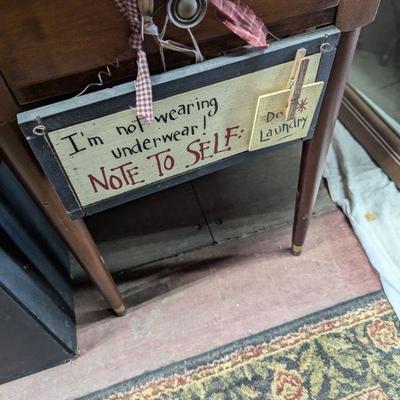 I'm not wearing
underwear!
NOTE TO SELF:
Do
Laundry